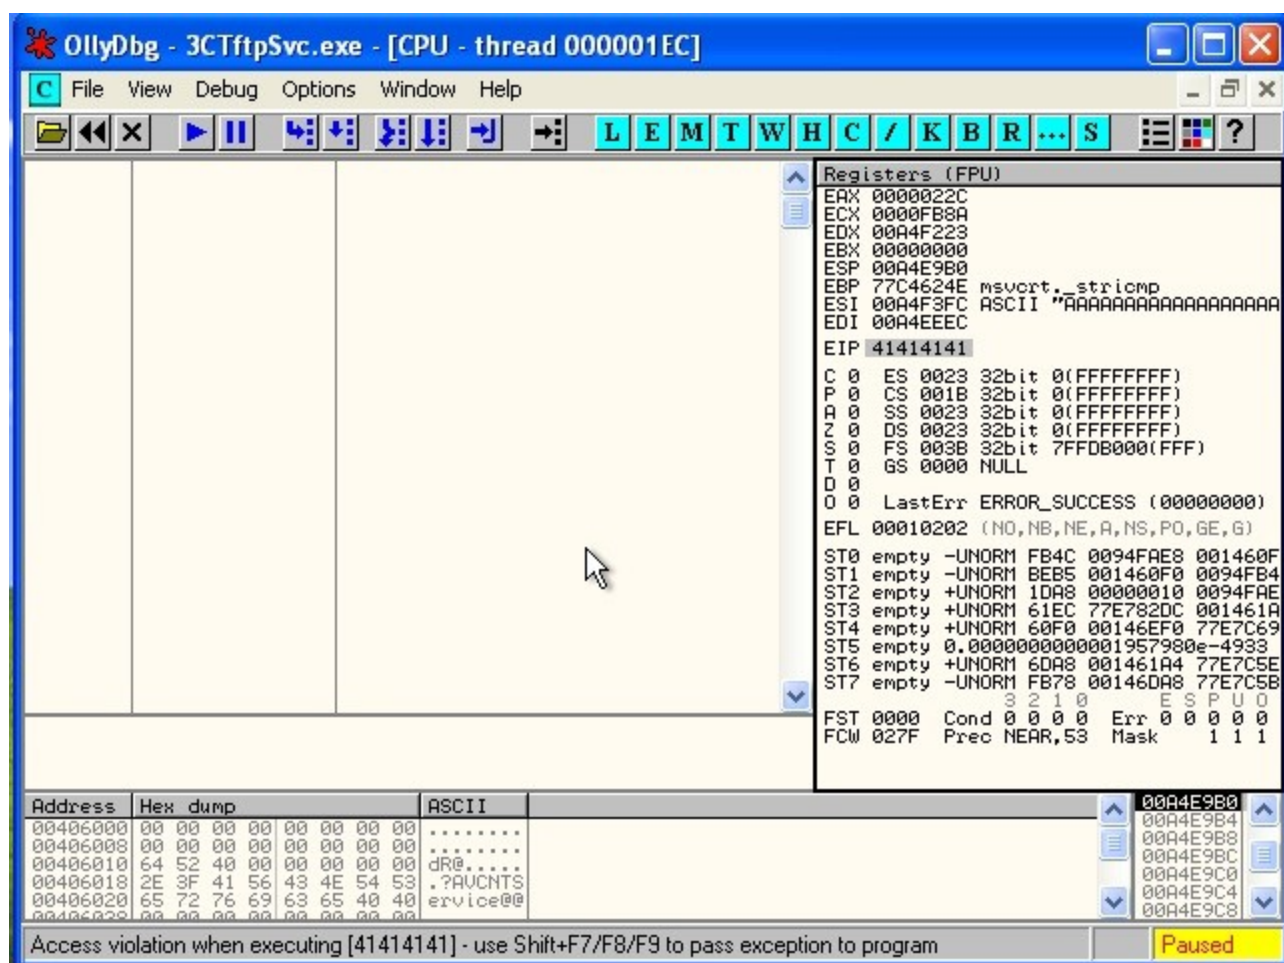 OllyDbg - 3CTftpSvc.exe - [CPU - thread 000001EC]
C File View Debug Options Window Help
L E M T W H C / K B R ... S ?
Registers (FPU)
EAX 0000022C
ECX 0000FB8A
EDX 00A4F223
EBX 00000000
ESP 00A4E9B0
EBP 77C4624E msvcrt._stricmp
ESI 00A4F3FC ASCII "AAAAAAAAAAAAAAAAAAA
EDI 00A4EEEC
EIP 41414141
C 0 ES 0023 32bit 0(FFFFFFFF)
P 0 CS 001B 32bit 0(FFFFFFFF)
A 0 SS 0023 32bit 0(FFFFFFFF)
Z 0 DS 0023 32bit 0(FFFFFFFF)
S 0 FS 003B 32bit 7FFDB000(FFF)
T 0 GS 0000 NULL
D 0
O 0 LastErr ERROR_SUCCESS (00000000)
EFL 00010202 (NO,NB,NE,A,NS,PO,GE,G)
ST0 empty -UNORM FB4C 0094FAE8 001460F
ST1 empty -UNORM BEB5 001460F0 0094FB4
ST2 empty +UNORM 1DA8 00000010 0094FAE
ST3 empty +UNORM 61EC 77E782DC 001461A
ST4 empty +UNORM 60F0 00146EF0 77E7C69
ST5 empty 0.0000000000001957980e-4933
ST6 empty +UNORM 6DA8 001461A4 77E7C5E
ST7 empty -UNORM FB78 00146DA8 77E7C5B
3 2 1 0 E S P U O
FST 0000 Cond 0 0 0 0 Err 0 0 0 0 0
FCW 027F Prec NEAR,53 Mask 1 1 1
Address Hex dump ASCII
00406000 00 00 00 00 00 00 00 00 ........
00406008 00 00 00 00 00 00 00 00 ........
00406010 64 52 40 00 00 00 00 00 dR@.....
00406018 2E 3F 41 56 43 4E 54 53 .?AVCNTS
00406020 65 72 76 69 63 65 40 40 ervice@@
00A4E9B0
00A4E9B4
00A4E9B8
00A4E9BC
00A4E9C0
00A4E9C4
00A4E9C8
Access violation when executing [41414141] - use Shift+F7/F8/F9 to pass exception to program Paused